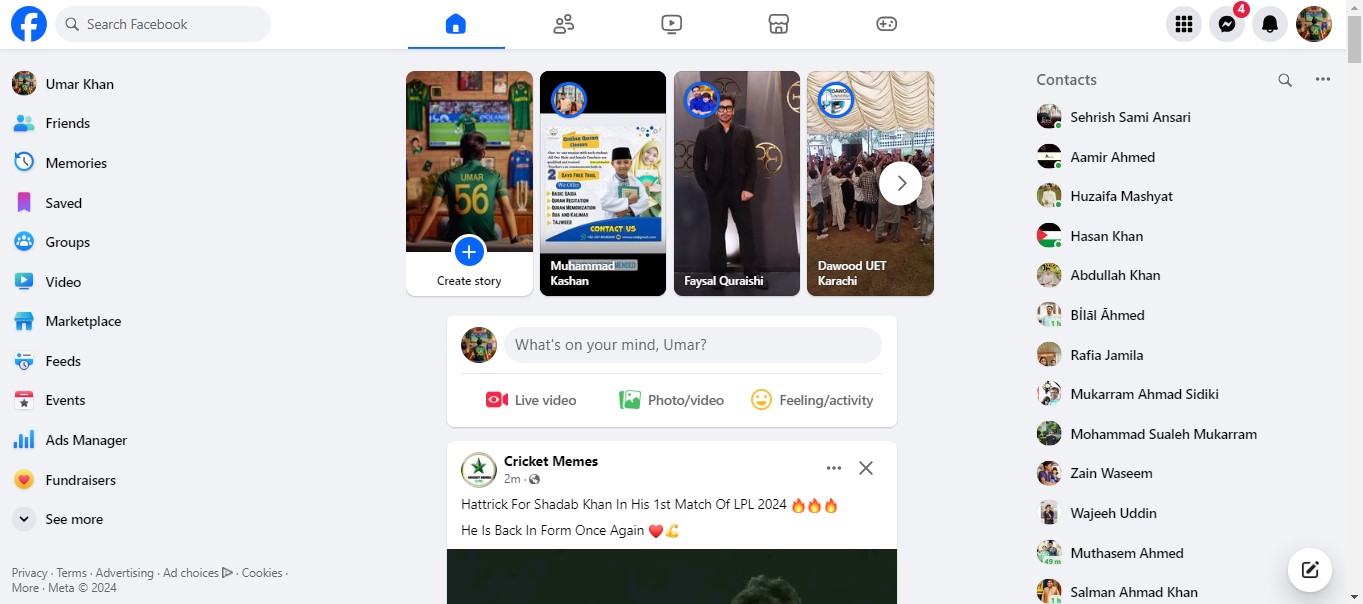 Search Facebook
4
Umar Khan
Friends
Memories
Saved
Groups
Video
Marketplace
Feeds
Events
Ads Manager
Fundraisers
See more
Privacy · Terms · Advertising · Ad choices · Cookies ·
More · Meta © 2024
UMAR
56
Create story
Online Quran
Classes
2 DAYS FREE TRAIL
We Offer
BASIC QAIDA
QURAN RECITATION
QURAN MEMORIZATION
DUA AND KALIMAS
TAJWEED
CONTACT US
Muhammad
Kashan
Faysal Quraishi
DAWOOD
Dawood UET
Karachi
What's on your mind, Umar?
Live video
Photo/video
Feeling/activity
Cricket Memes
2m ·
Hattrick For Shadab Khan In His 1st Match Of LPL 2024 🔥🔥🔥
He Is Back In Form Once Again ❤️💪
Contacts
Sehrish Sami Ansari
Aamir Ahmed
Huzaifa Mashyat
Hasan Khan
Abdullah Khan
Bİlāl Āhmed
1 h
Rafia Jamila
Mukarram Ahmad Sidiki
Mohammad Sualeh Mukarram
Zain Waseem
Wajeeh Uddin
Muthasem Ahmed
49 m
Salman Ahmad Khan
1 h